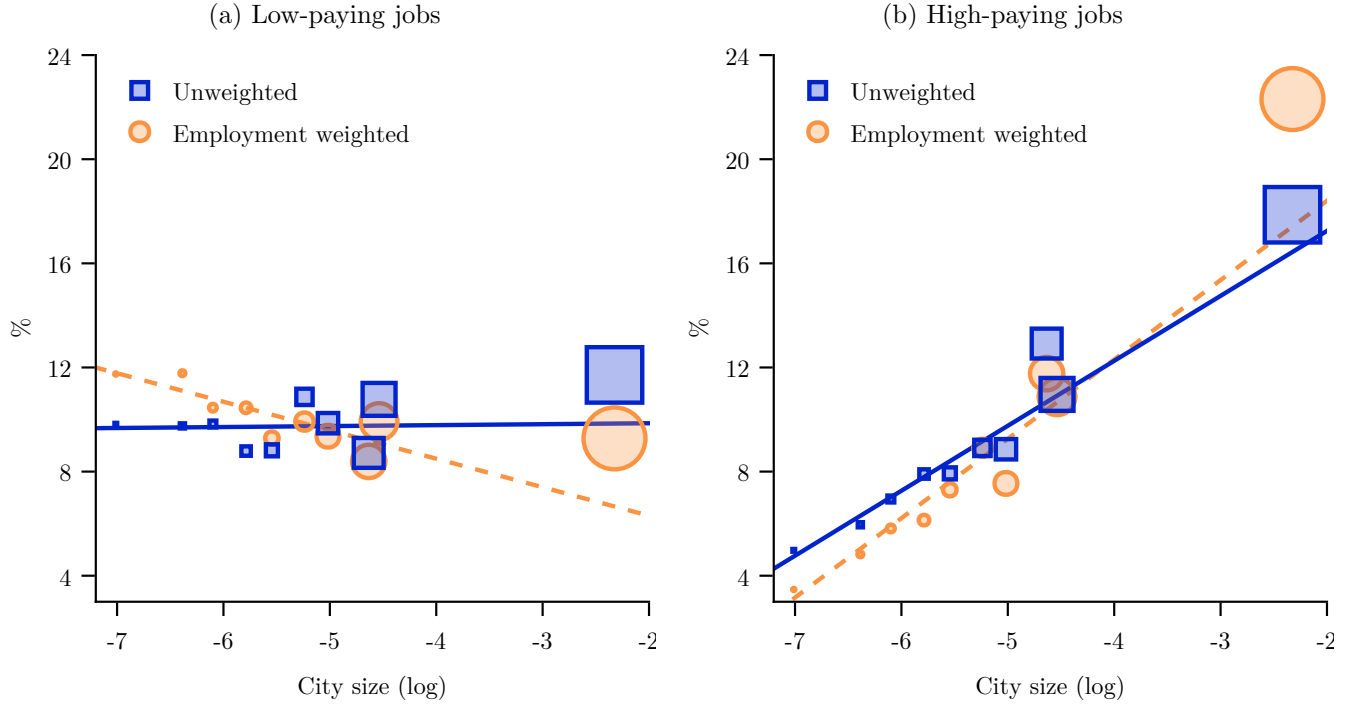 (a) Low-paying jobs
24
20
16
12
8
4
%
Unweighted
Employment weighted
-7 -6 -5 -4 -3 -2
City size (log)
(b) High-paying jobs
24
20
16
12
8
4
%
Unweighted
Employment weighted
-7 -6 -5 -4 -3 -2
City size (log)